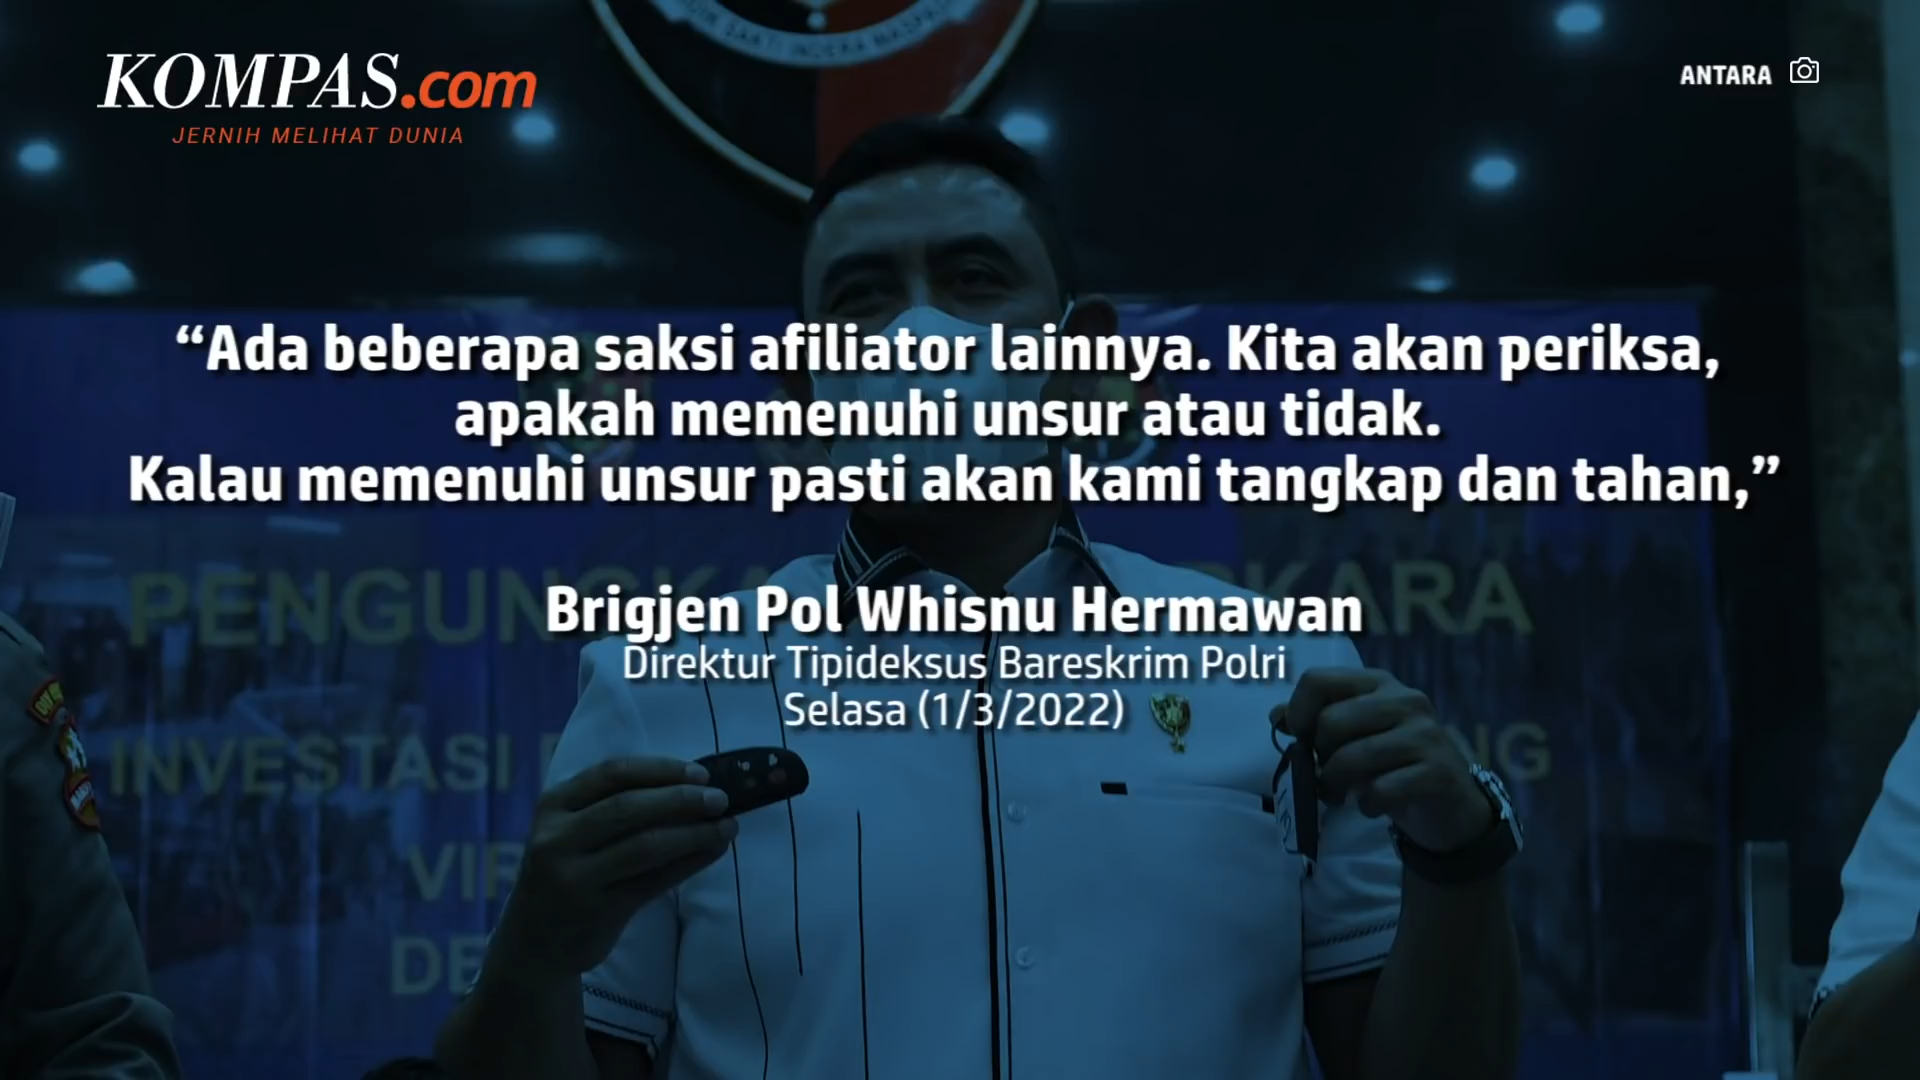 KOMPAS.com
JERNIH MELIHAT DUNIA
ANTARA
“Ada beberapa saksi afiliator lainnya. Kita akan periksa,
apakah memenuhi unsur atau tidak.
Kalau memenuhi unsur pasti akan kami tangkap dan tahan,”
Brigjen Pol Whisnu Hermawan
Direktur Tipideksus Bareskrim Polri
Selasa (1/3/2022)
INVESTASI